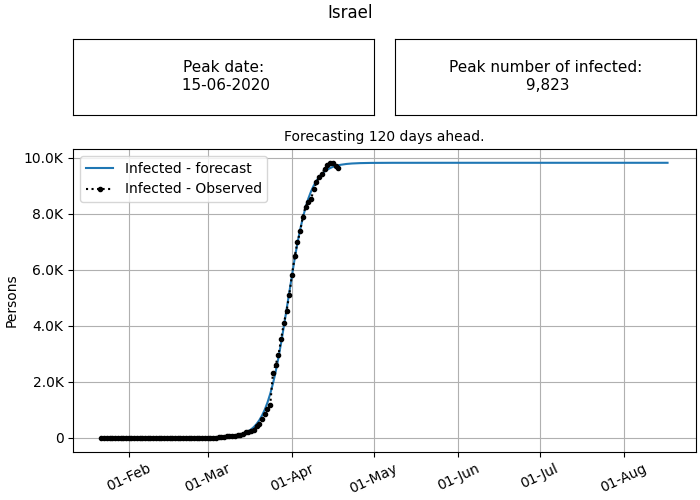 Israel
Peak date:
15-06-2020
Peak number of infected:
9,823
Forecasting 120 days ahead.
Infected - forecast
Infected - Observed
10.0K
8.0K
6.0K
4.0K
2.0K
0
Persons
01-Feb
01-Mar
01-Apr
01-May
01-Jun
01-Jul
01-Aug